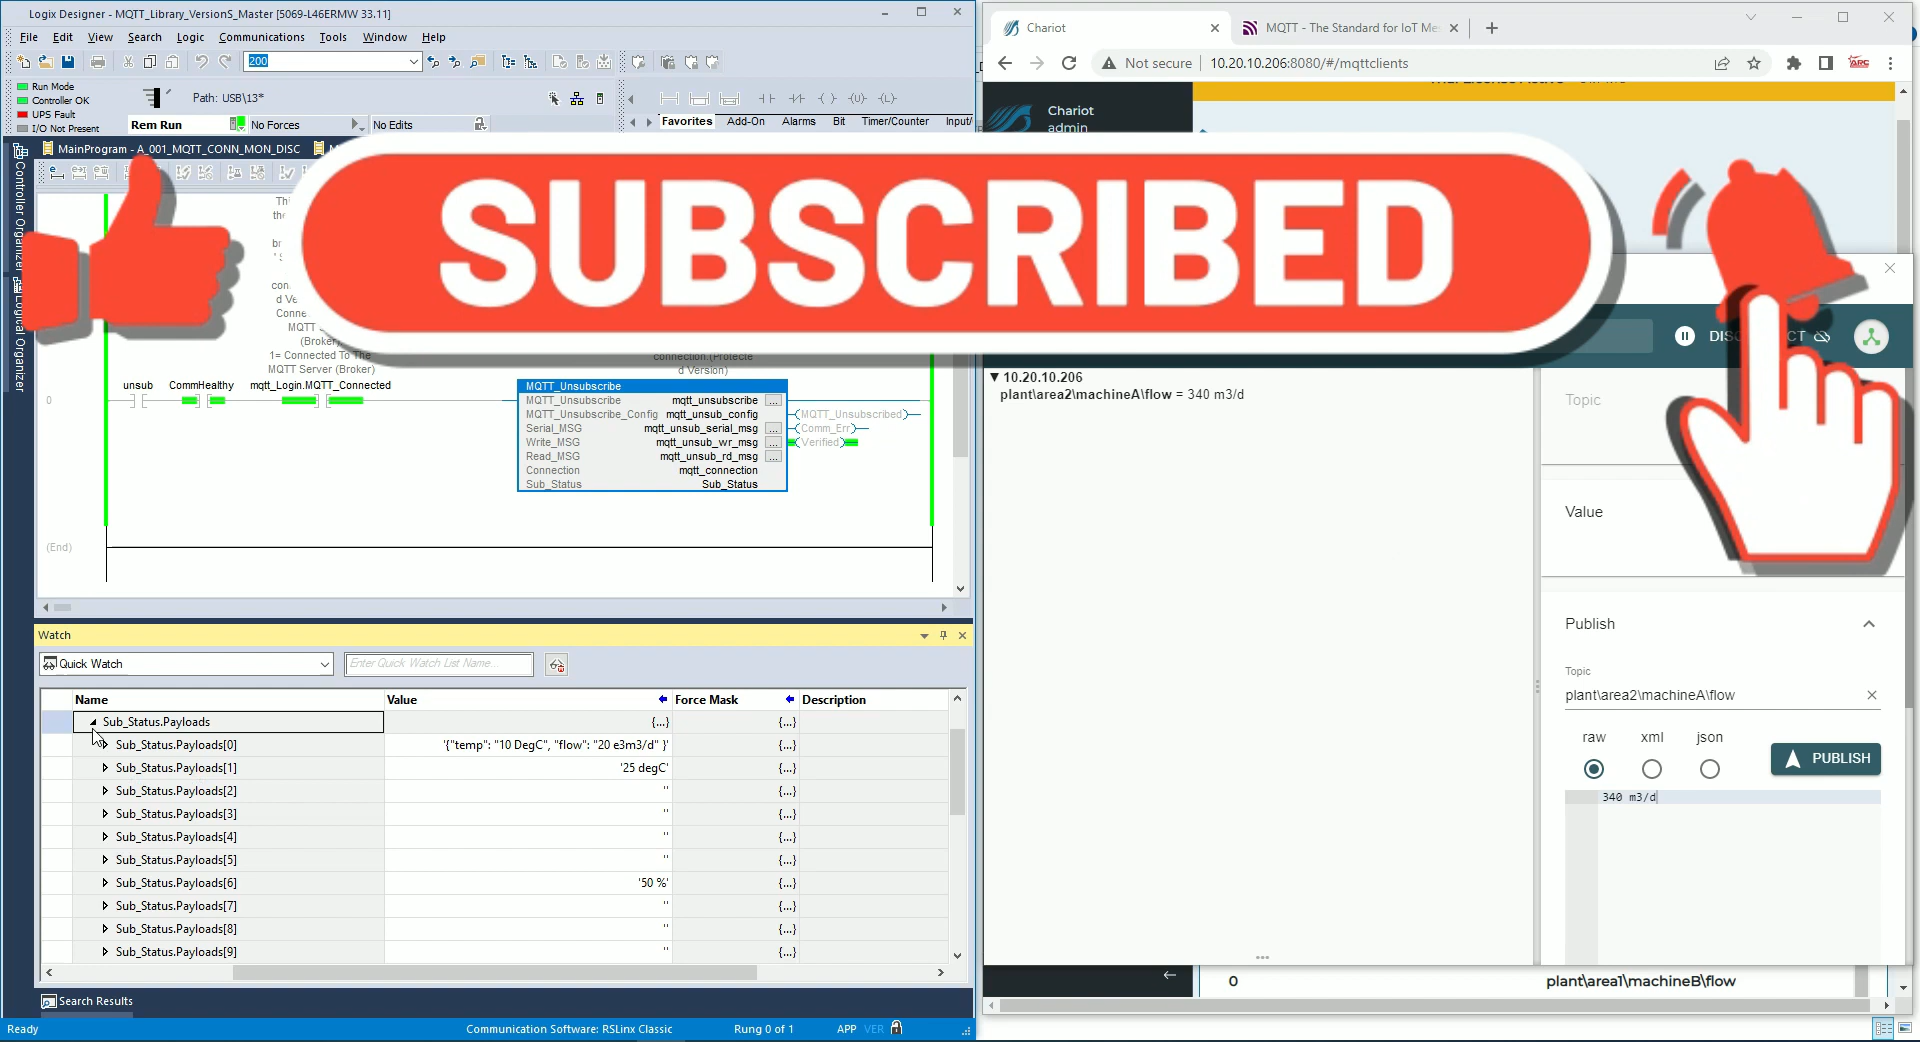 Logix Designer - MQTT_Library_VersionS_Master [5069-L46ERMW 33.11]
File Edit View Search Logic Communications Tools Window Help
200
Run Mode
Controller OK
UPS Fault
I/O Not Present
Path: USB\13*
Rem Run
No Forces
No Edits
Favorites Add-On Alarms Bit Timer/Counter Input/
MainProgram - A_001_MQTT_CONN_MON_DISC
Controller Organizer
Logical Organizer
1= Connected To The
MQTT Server (Broker)
connection.(Protecte
d Version)
unsub CommHealthy mqtt_Login.MQTT_Connected
0
MQTT_Unsubscribe
MQTT_Unsubscribe mqtt_unsubscribe ...
MQTT_Unsubscribe_Config mqtt_unsub_config
Serial_MSG mqtt_unsub_serial_msg ...
Write_MSG mqtt_unsub_wr_msg ...
Read_MSG mqtt_unsub_rd_msg ...
Connection mqtt_connection
Sub_Status Sub_Status
MQTT_Unsubscribed
Comm_Err
Verified
(End)
Watch
Quick Watch
Enter Quick Watch List Name...
Name Value Force Mask Description
Sub_Status.Payloads {...} {...}
Sub_Status.Payloads[0] '{"temp": "10 DegC", "flow": "20 e3m3/d" }' {...}
Sub_Status.Payloads[1] '25 degC' {...}
Sub_Status.Payloads[2] '' {...}
Sub_Status.Payloads[3] '' {...}
Sub_Status.Payloads[4] '' {...}
Sub_Status.Payloads[5] '' {...}
Sub_Status.Payloads[6] '50 %' {...}
Sub_Status.Payloads[7] '' {...}
Sub_Status.Payloads[8] '' {...}
Sub_Status.Payloads[9] '' {...}
Search Results
Ready
Communication Software: RSLinx Classic
Rung 0 of 1
APP VER
SUBSCRIBED
Chariot
MQTT - The Standard for IoT Me
Not secure 10.20.10.206:8080/#/mqttclients
ARC
Chariot
admin
10.20.10.206
plant\area2\machineA\flow = 340 m3/d
Topic
Value
Publish
Topic
plant\area2\machineA\flow
raw xml json
PUBLISH
340 m3/d
0 plant\area1\machineB\flow